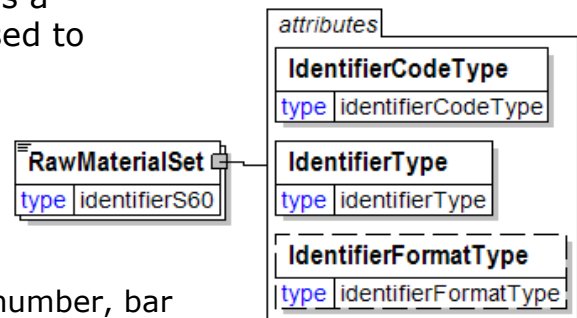 s a
sed to
attributes
IdentifierCodeType
type identifierCodeType
RawMaterialSet
type identifierS60
IdentifierType
type identifierType
IdentifierFormatType
type identifierFormatType
number, bar